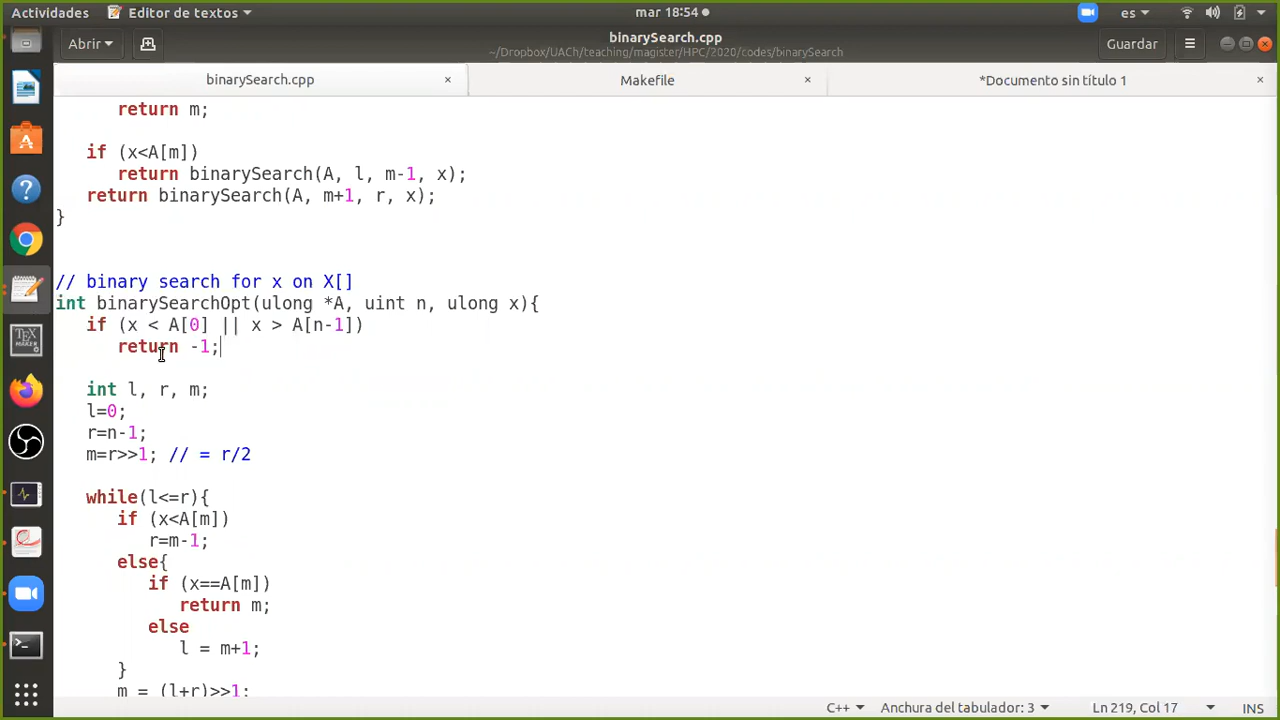 Actividades Editor de textos mar 18:54 es
Abrir binarySearch.cpp Guardar
~/Dropbox/UACh/teaching/magister/HPC/2020/codes/binarySearch
binarySearch.cpp × Makefile × *Documento sin título 1 ×
return m;
if (x<A[m])
return binarySearch(A, l, m-1, x);
return binarySearch(A, m+1, r, x);
}
// binary search for x on X[]
int binarySearchOpt(ulong *A, uint n, ulong x){
if (x < A[0] || x > A[n-1])
return -1;
int l, r, m;
l=0;
r=n-1;
m=r>>1; // = r/2
while(l<=r){
if (x<A[m])
r=m-1;
else{
if (x==A[m])
return m;
else
l = m+1;
}
m = (l+r)>>1;
C++ Anchura del tabulador: 3 Ln 219, Col 17 INS